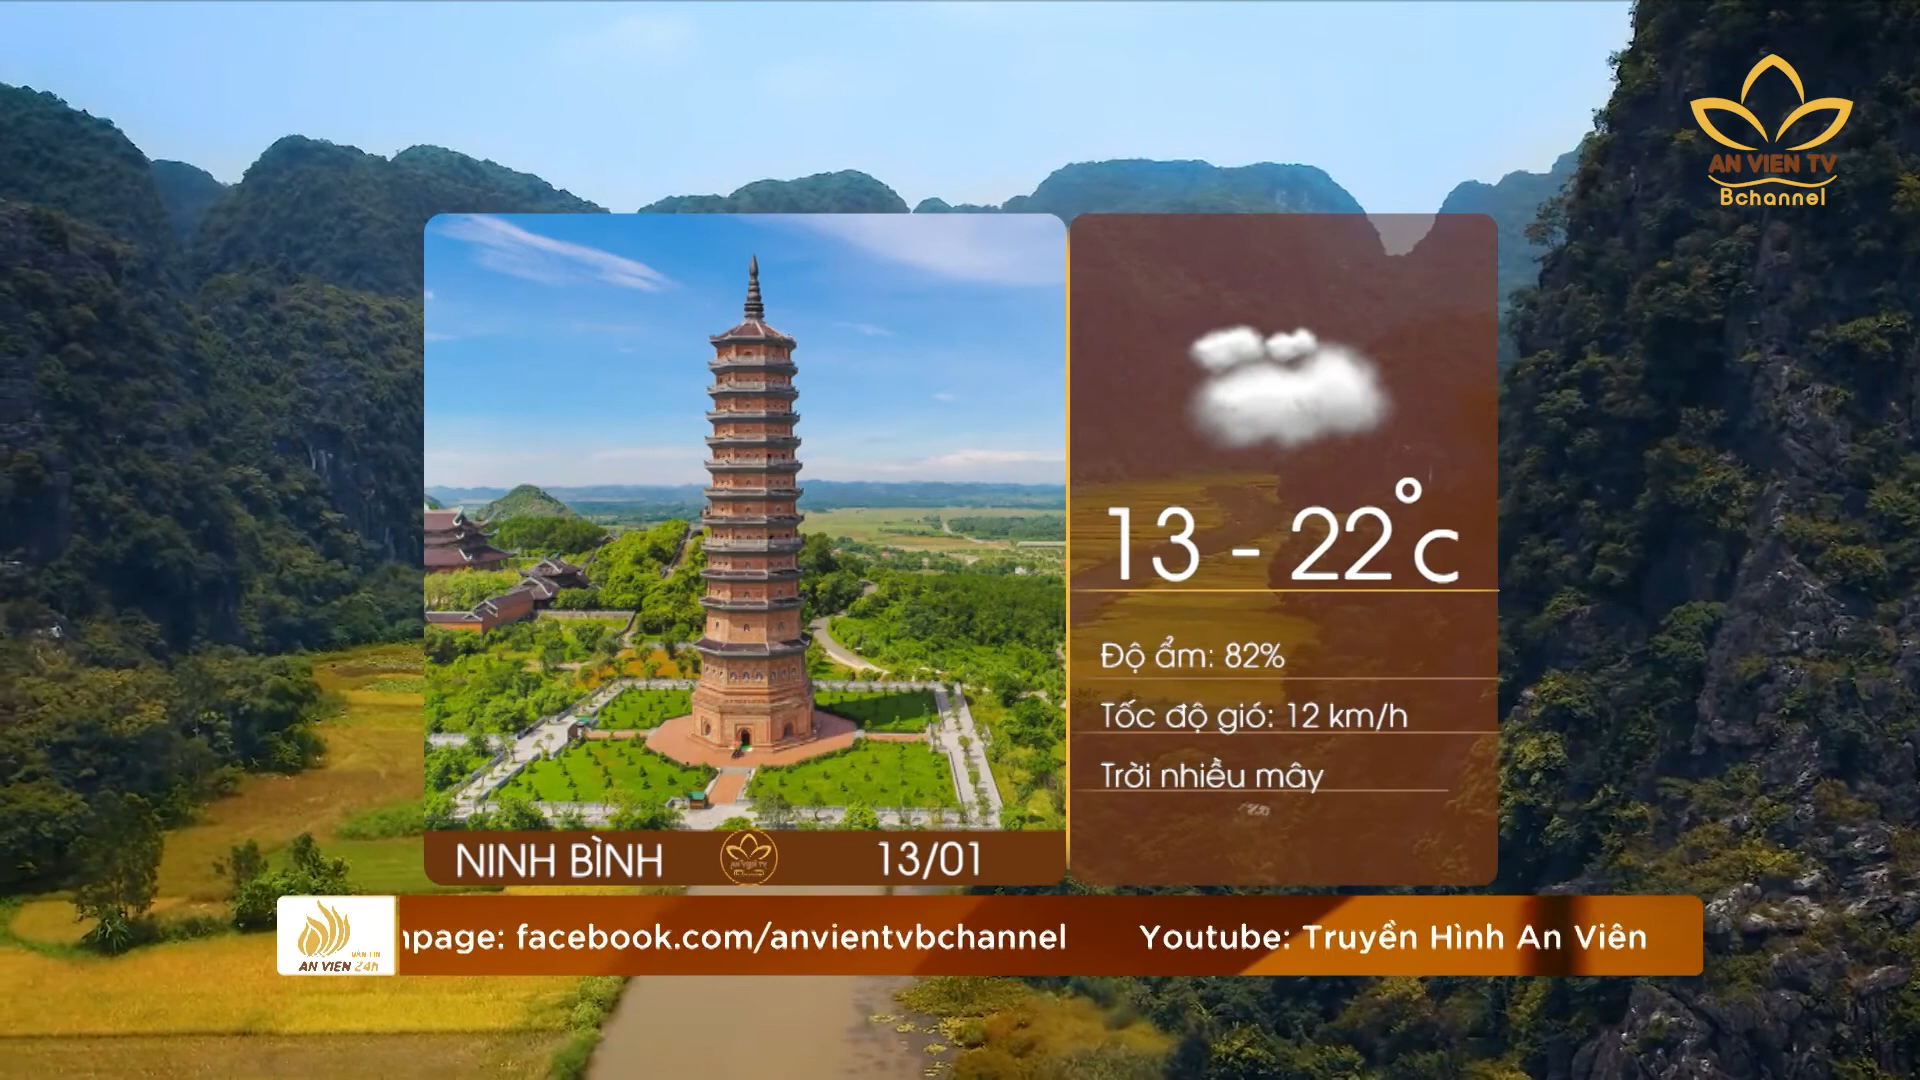 AN VIEN TV
Bchannel
13 - 22°C
Độ ẩm: 82%
Tốc độ gió: 12 km/h
Trời nhiều mây
NINH BÌNH
13/01
AN VIEN 24h
npage: facebook.com/anvientvbchannel
Youtube: Truyền Hình An Viên